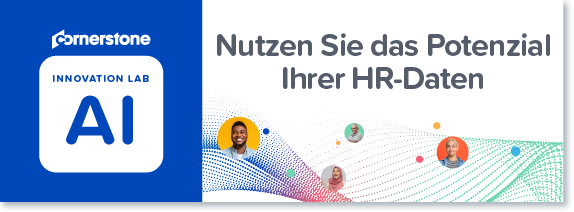 cornerstone
INNOVATION LAB
AI
Nutzen Sie das Potenzial
Ihrer HR-Daten